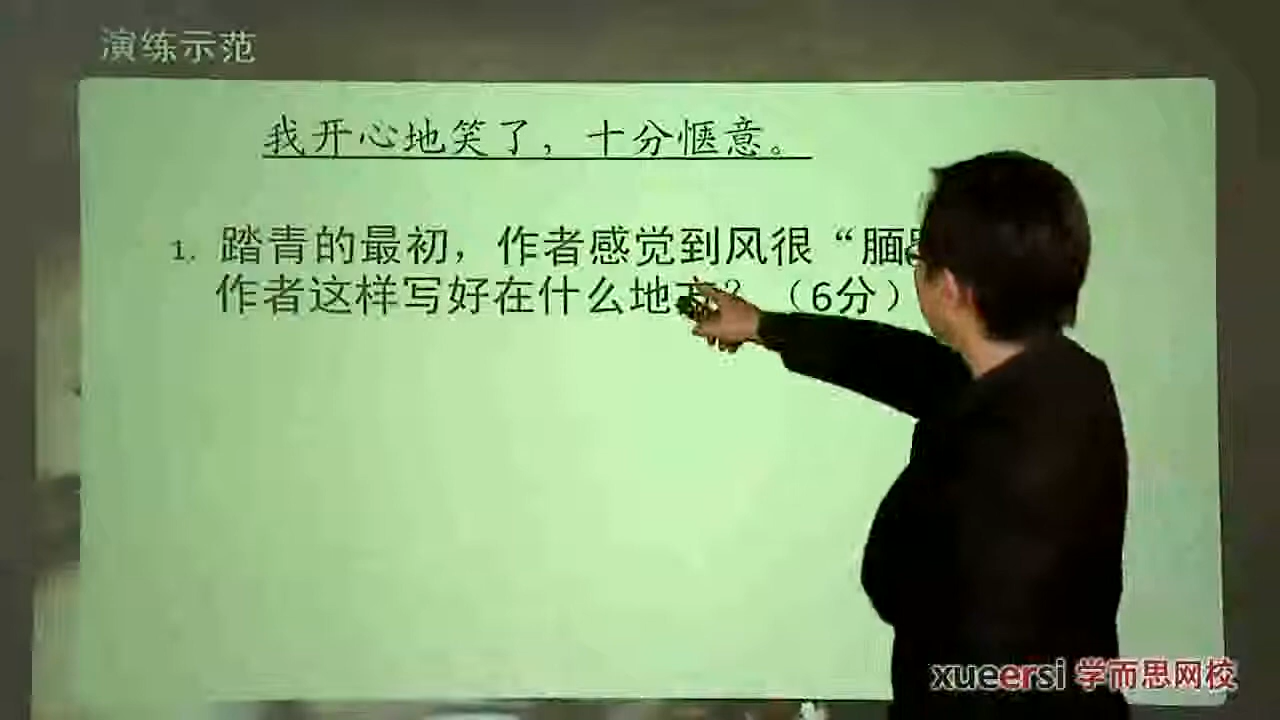 演练示范
我开心地笑了，十分惬意。
1. 踏青的最初，作者感觉到风很“腼
作者这样写好在什么地方？（6分）
xueersi 学而思网校